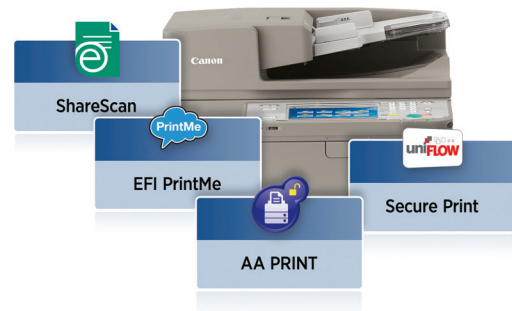 Canon
ShareScan
PrintMe
EFI PrintMe
uniFLOW
Secure Print
AA PRINT